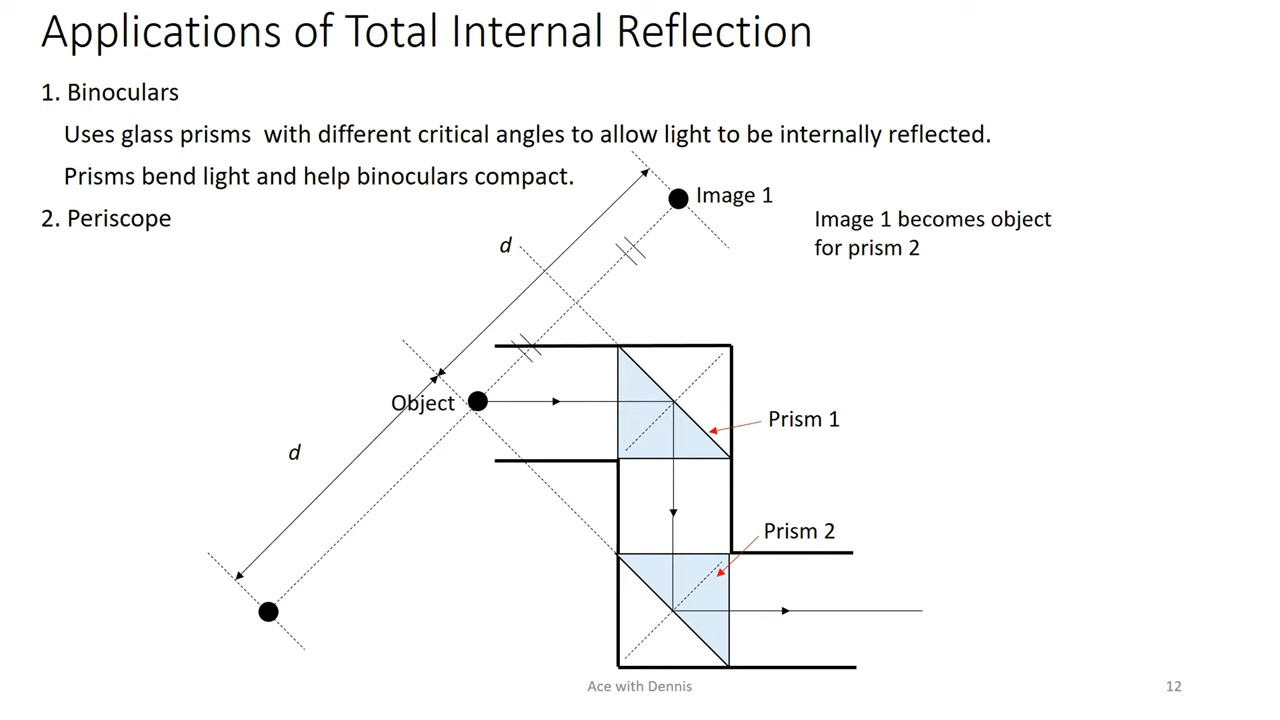 Applications of Total Internal Reflection
1. Binoculars
Uses glass prisms with different critical angles to allow light to be internally reflected.
Prisms bend light and help binoculars compact.
2. Periscope
Image 1
Image 1 becomes object
for prism 2
d
Object
Prism 1
d
Prism 2
Ace with Dennis
12